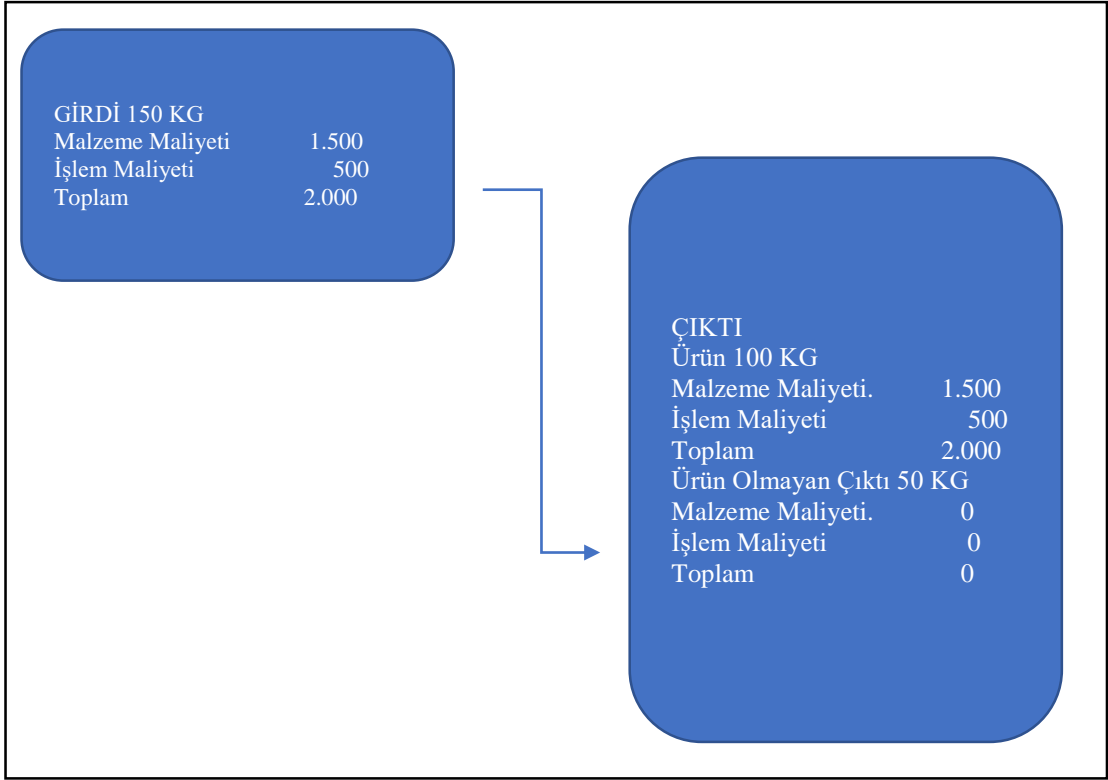 GİRDİ 150 KG
Malzeme Maliyeti 1.500
İşlem Maliyeti 500
Toplam 2.000
ÇIKTI
Ürün 100 KG
Malzeme Maliyeti. 1.500
İşlem Maliyeti 500
Toplam 2.000
Ürün Olmayan Çıktı 50 KG
Malzeme Maliyeti. 0
İşlem Maliyeti 0
Toplam 0